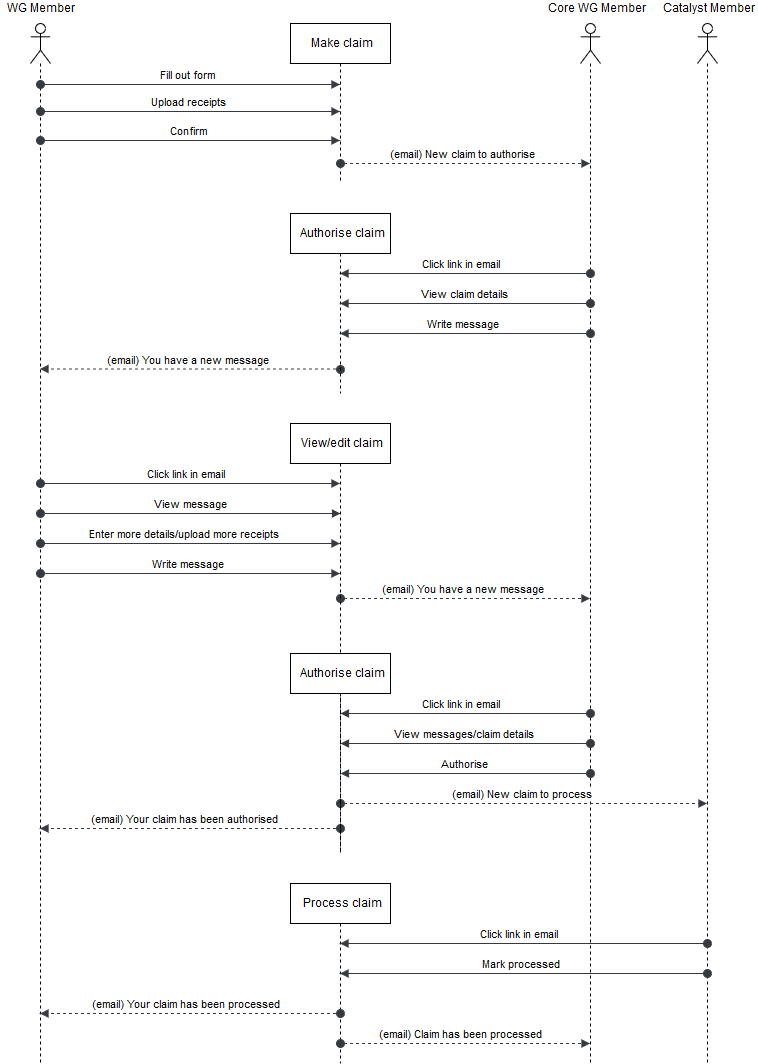 WG Member
Core WG Member
Catalyst Member
Make claim
Fill out form
Upload receipts
Confirm
(email) New claim to authorise
Authorise claim
Click link in email
View claim details
Write message
(email) You have a new message
View/edit claim
Click link in email
View message
Enter more details/upload more receipts
Write message
(email) You have a new message
Authorise claim
Click link in email
View messages/claim details
Authorise
(email) New claim to process
(email) Your claim has been authorised
Process claim
Click link in email
Mark processed
(email) Your claim has been processed
(email) Claim has been processed